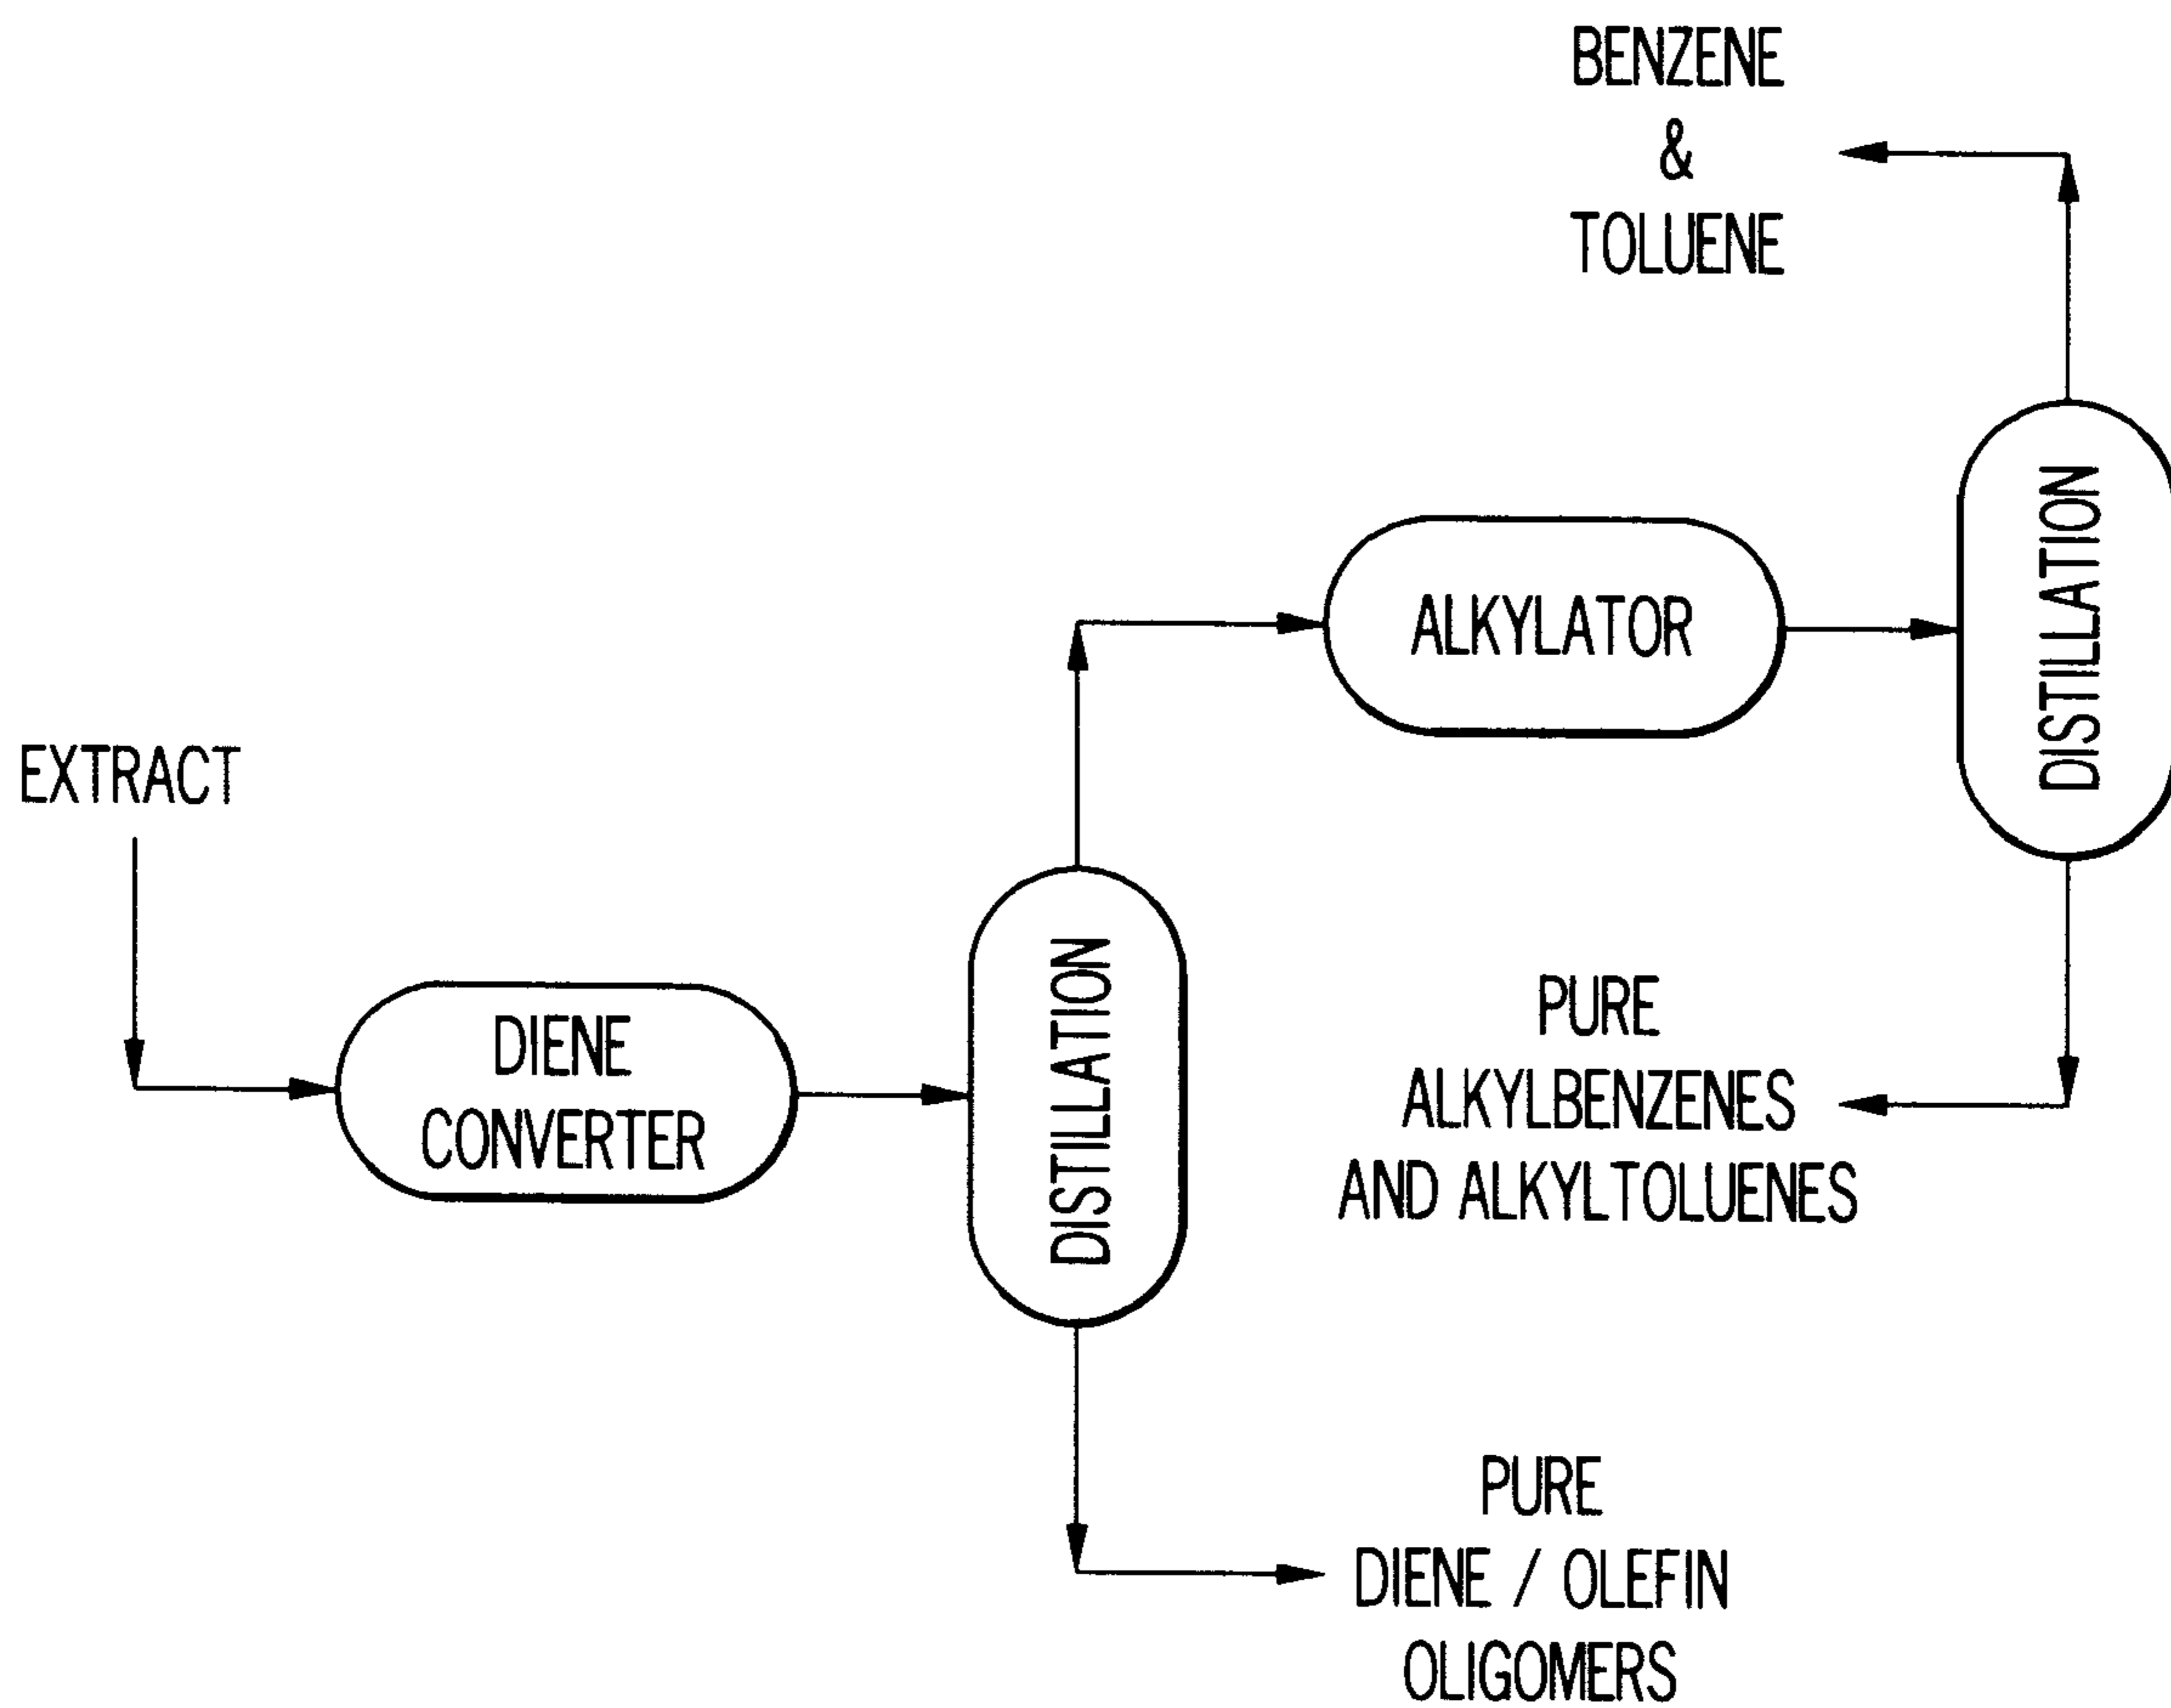 BENZENE
&
TOLUENE
DISTILLATION
ALKYLATOR
EXTRACT
DIENE
CONVERTER
DISTILLATION
PURE
ALKYLBENZENES
AND ALKYLTOLUENES
PURE
DIENE / OLEFIN
OLIGOMERS